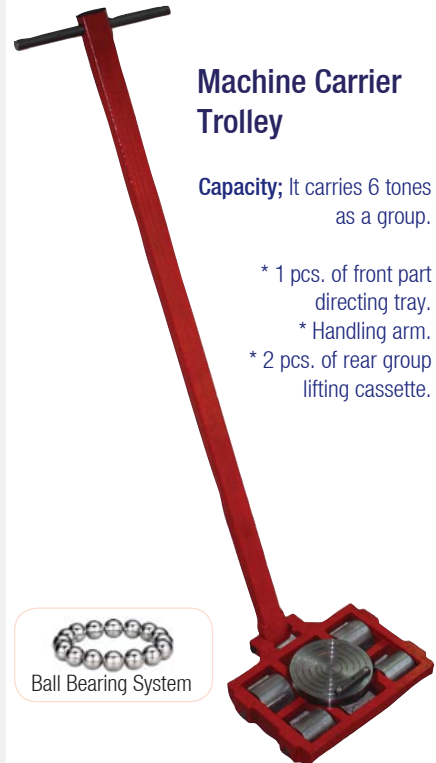 Machine Carrier
Trolley
Capacity; It carries 6 tones
as a group.
* 1 pcs. of front part
directing tray.
* Handling arm.
* 2 pcs. of rear group
lifting cassette.
Ball Bearing System